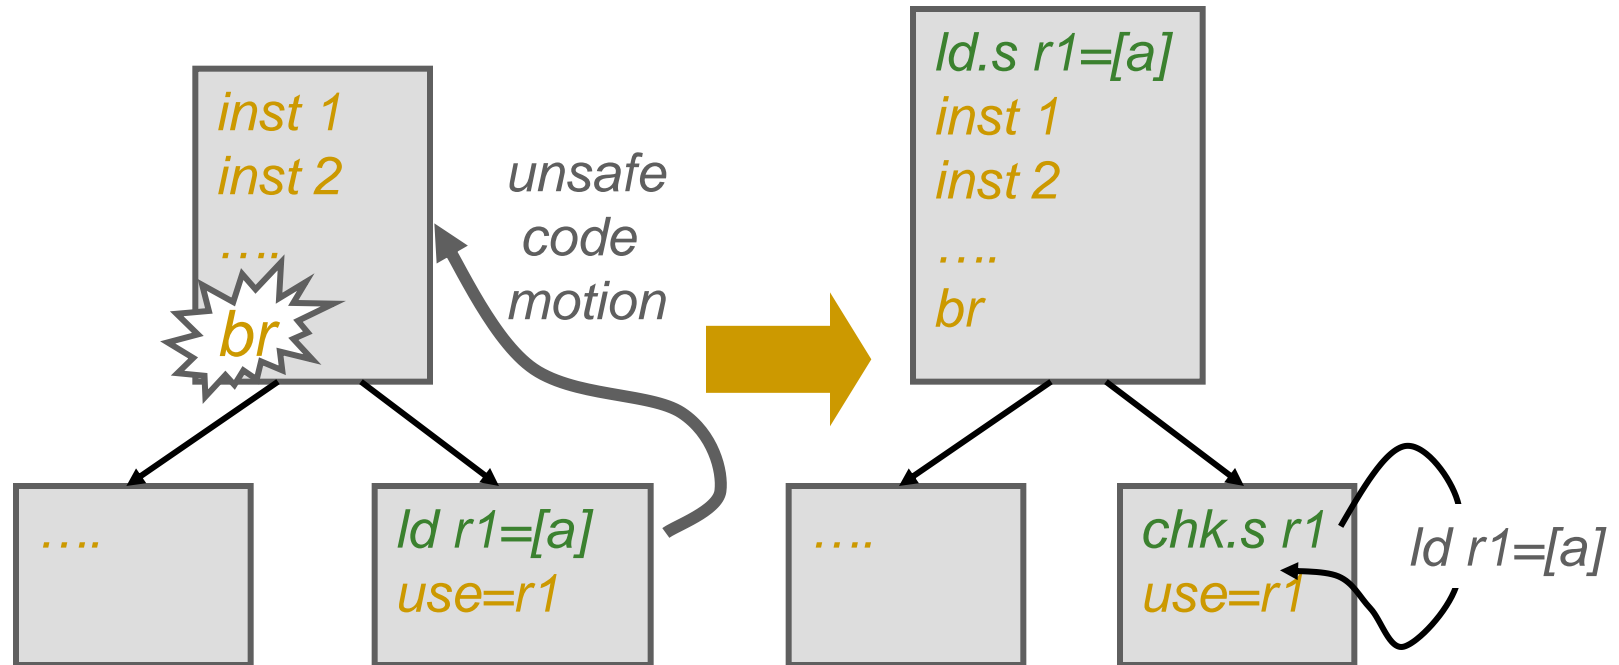 inst 1
inst 2
....
br
unsafe
code
motion
....
ld r1=[a]
use=r1
ld.s r1=[a]
inst 1
inst 2
....
br
....
chk.s r1
use=r1
ld r1=[a]